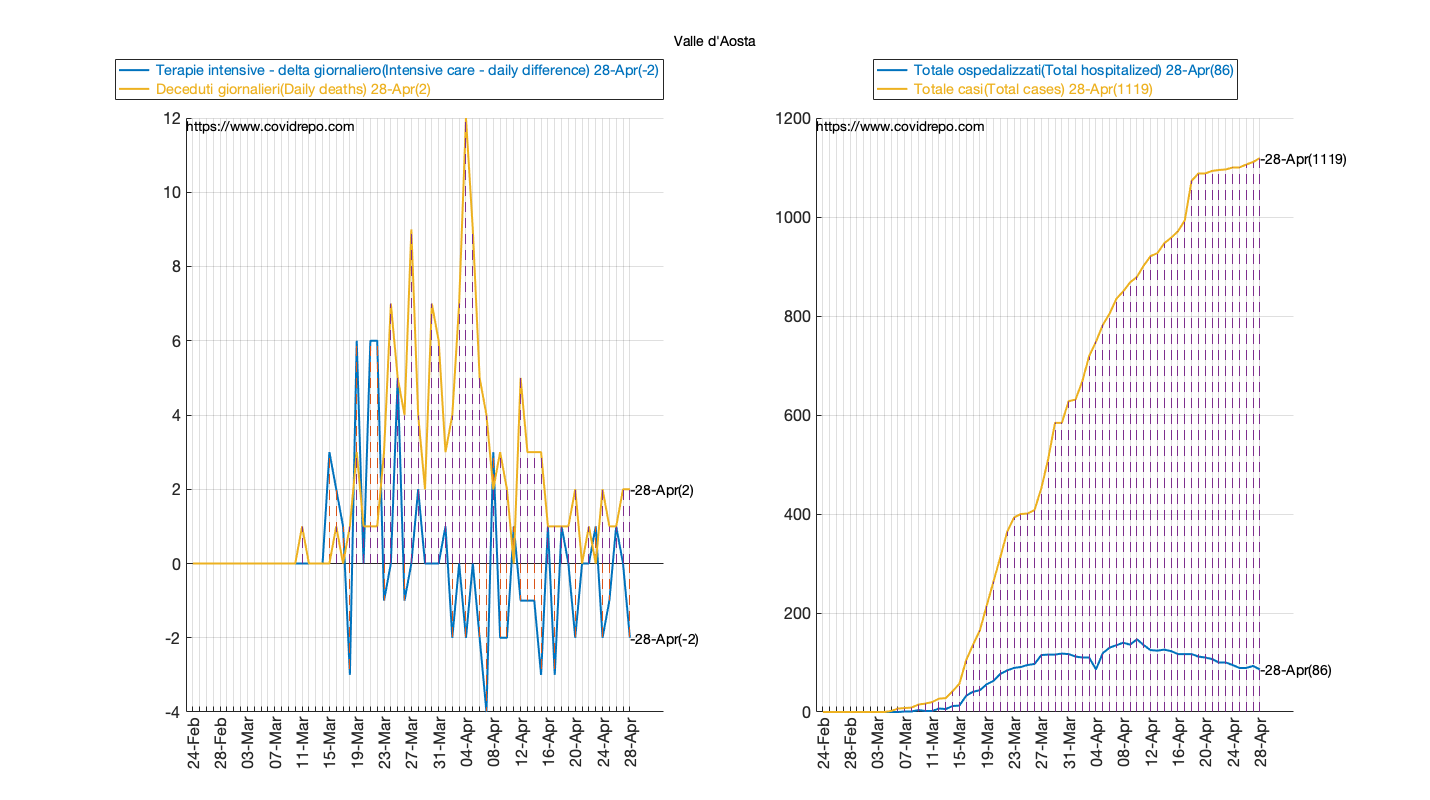 Valle d'Aosta
Terapie intensive - delta giornaliero(Intensive care - daily difference) 28-Apr(-2)
Deceduti giornalieri(Daily deaths) 28-Apr(2)
https://www.covidrepo.com
12
10
8
6
4
2
0
-2
-4
-28-Apr(2)
-28-Apr(-2)
24-Feb
28-Feb
03-Mar
07-Mar
11-Mar
15-Mar
19-Mar
23-Mar
27-Mar
31-Mar
04-Apr
08-Apr
12-Apr
16-Apr
20-Apr
24-Apr
28-Apr
Totale ospedalizzati(Total hospitalized) 28-Apr(86)
Totale casi(Total cases) 28-Apr(1119)
https://www.covidrepo.com
1200
1000
800
600
400
200
0
-28-Apr(1119)
-28-Apr(86)
24-Feb
28-Feb
03-Mar
07-Mar
11-Mar
15-Mar
19-Mar
23-Mar
27-Mar
31-Mar
04-Apr
08-Apr
12-Apr
16-Apr
20-Apr
24-Apr
28-Apr